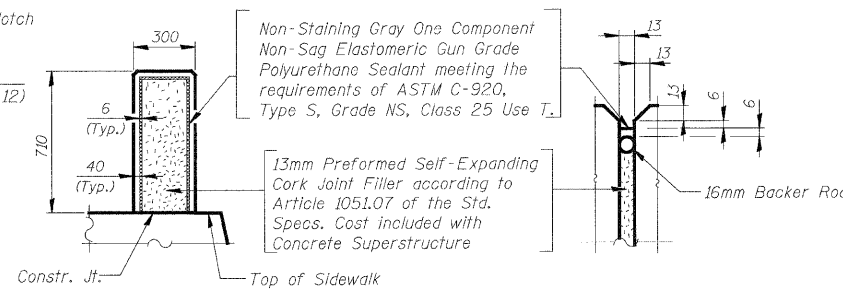 otch
12)
300
710
6
(Typ.)
40
(Typ.)
Constr. Jt.
Top of Sidewalk
Non-Staining Gray One Component
Non-Sag Elastomeric Gun Grade
Polyurethane Sealant meeting the
requirements of ASTM C-920,
Type S, Grade NS, Class 25 Use T.
13mm Preformed Self-Expanding
Cork Joint Filler according to
Article 1051.07 of the Std.
Specs. Cost included with
Concrete Superstructure
13
13
13
6
6
16mm Backer Rod